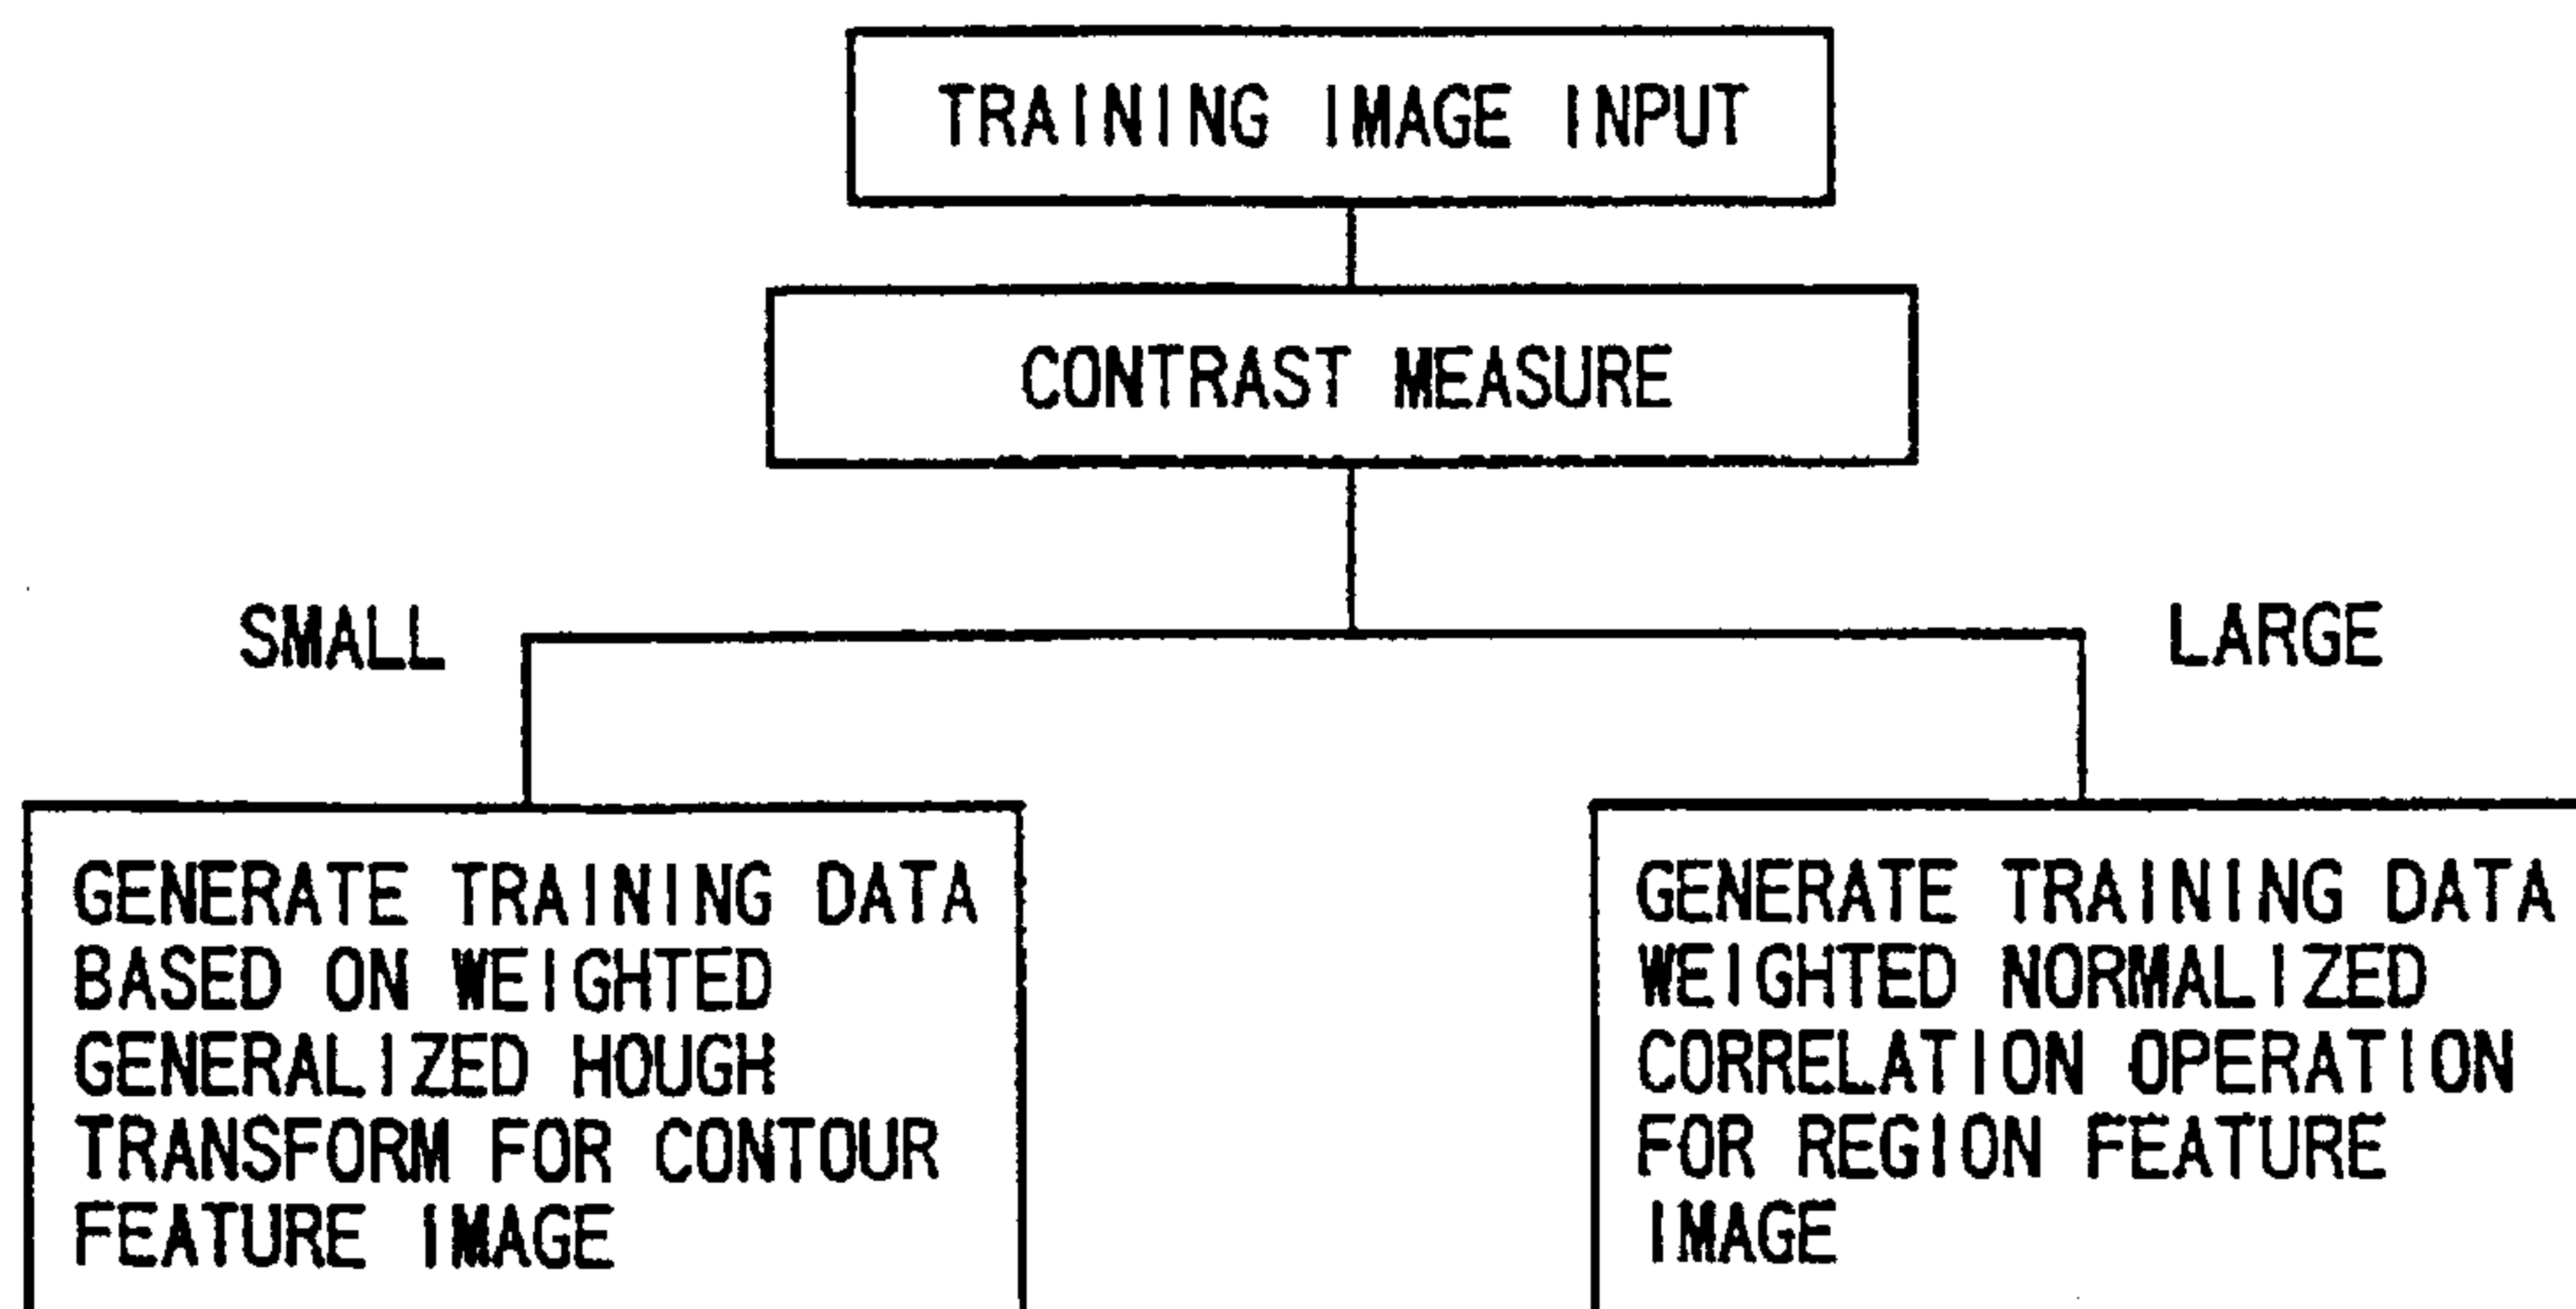 TRAINING IMAGE INPUT
CONTRAST MEASURE
SMALL
LARGE
GENERATE TRAINING DATA
BASED ON WEIGHTED
GENERALIZED HOUGH
TRANSFORM FOR CONTOUR
FEATURE IMAGE
GENERATE TRAINING DATA
WEIGHTED NORMALIZED
CORRELATION OPERATION
FOR REGION FEATURE
IMAGE